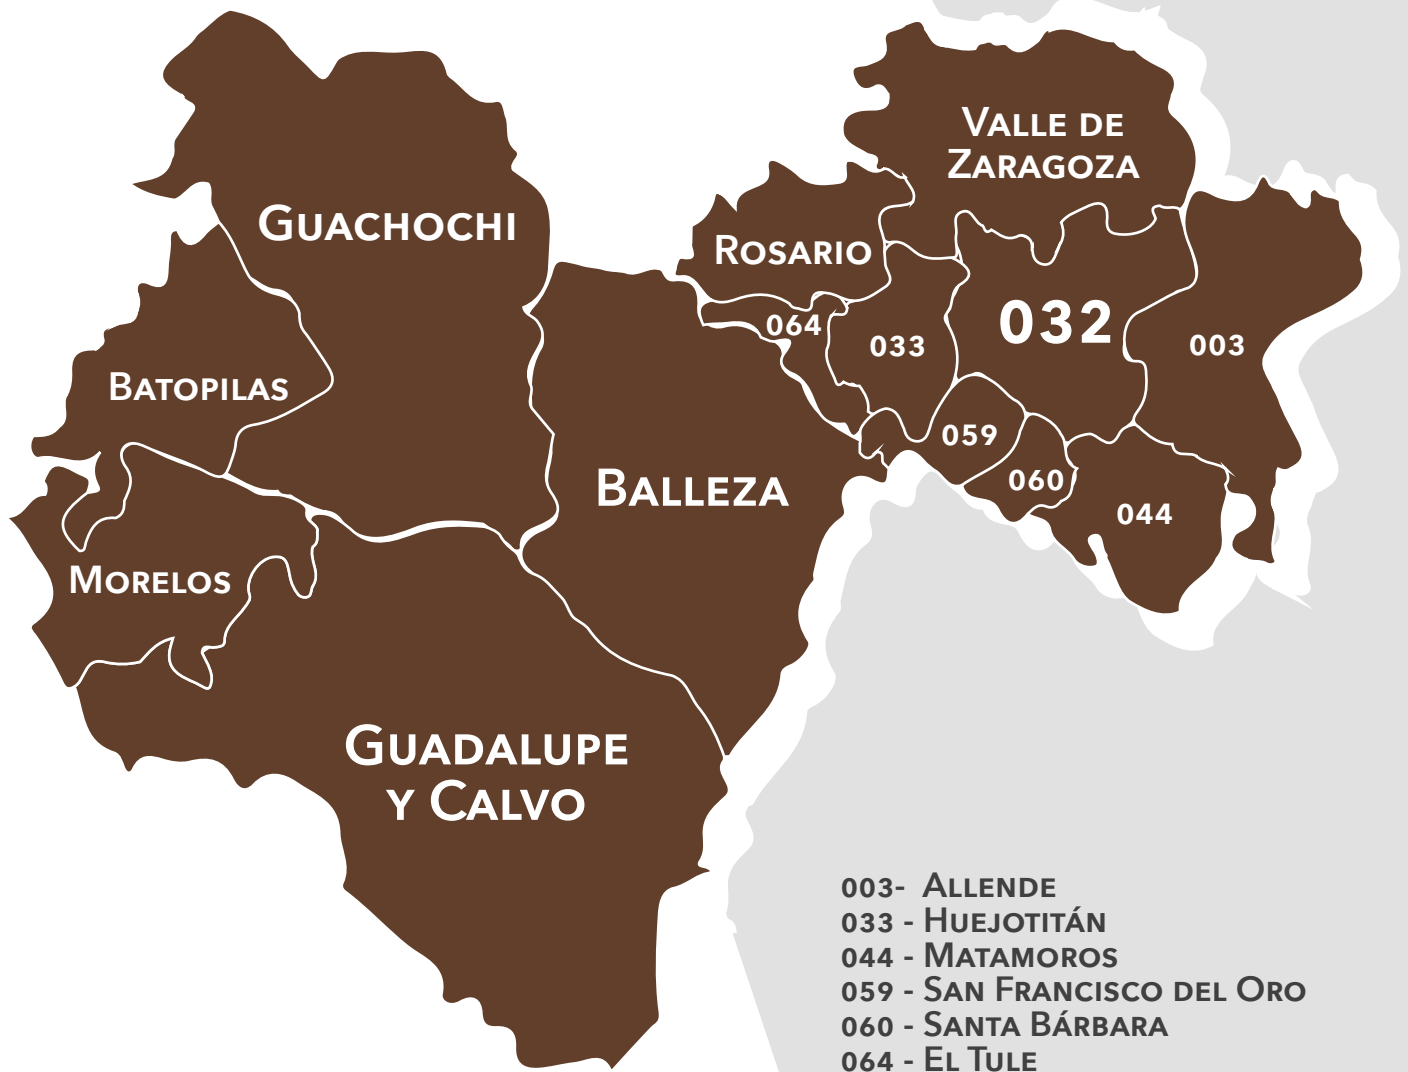 Valle de
Zaragoza
Guachochi
Rosario
032
064
033
003
Batopilas
059
Balleza
060
044
Morelos
Guadalupe
y Calvo
003- Allende
033 - Huejotitán
044 - Matamoros
059 - San Francisco del Oro
060 - Santa Bárbara
064 - El Tule